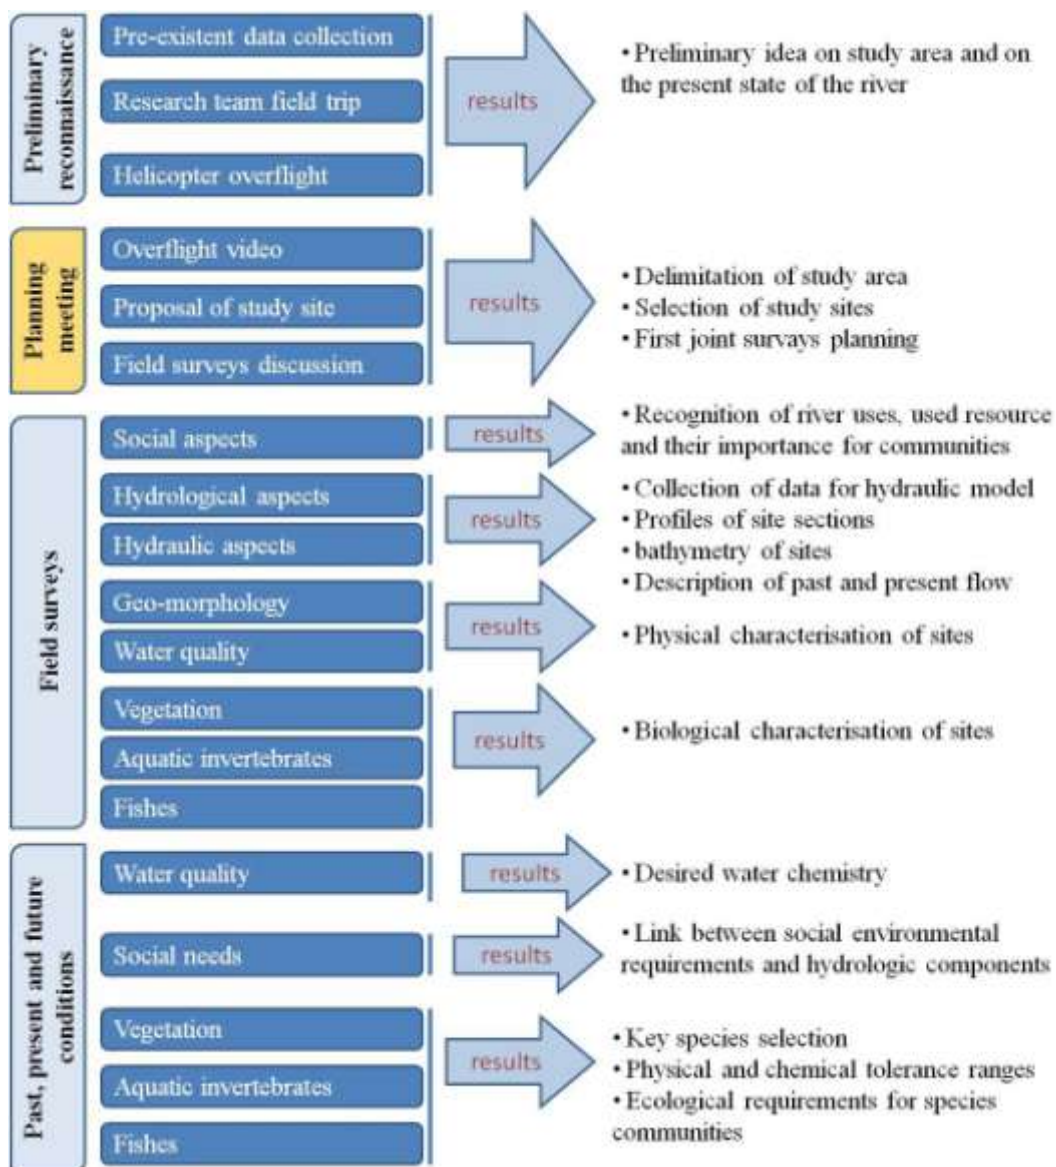 Preliminary
reconnaissance
Pre-existent data collection
Research team field trip
Helicopter overflight
results
• Preliminary idea on study area and on
the present state of the river
Planning
meeting
Overflight video
Proposal of study site
Field surveys discussion
results
• Delimitation of study area
• Selection of study sites
• First joint survays planning
Field surveys
Social aspects
results
• Recognition of river uses, used resource
and their importance for communities
Hydrological aspects
Hydraulic aspects
results
• Collection of data for hydraulic model
• Profiles of site sections
• bathymetry of sites
• Description of past and present flow
Geo-morphology
Water quality
results
• Physical characterisation of sites
Vegetation
Aquatic invertebrates
Fishes
results
• Biological characterisation of sites
Past, present and future
conditions
Water quality
results
• Desired water chemistry
Social needs
results
• Link between social environmental
requirements and hydrologic components
Vegetation
Aquatic invertebrates
Fishes
results
• Key species selection
• Physical and chemical tolerance ranges
• Ecological requirements for species
communities